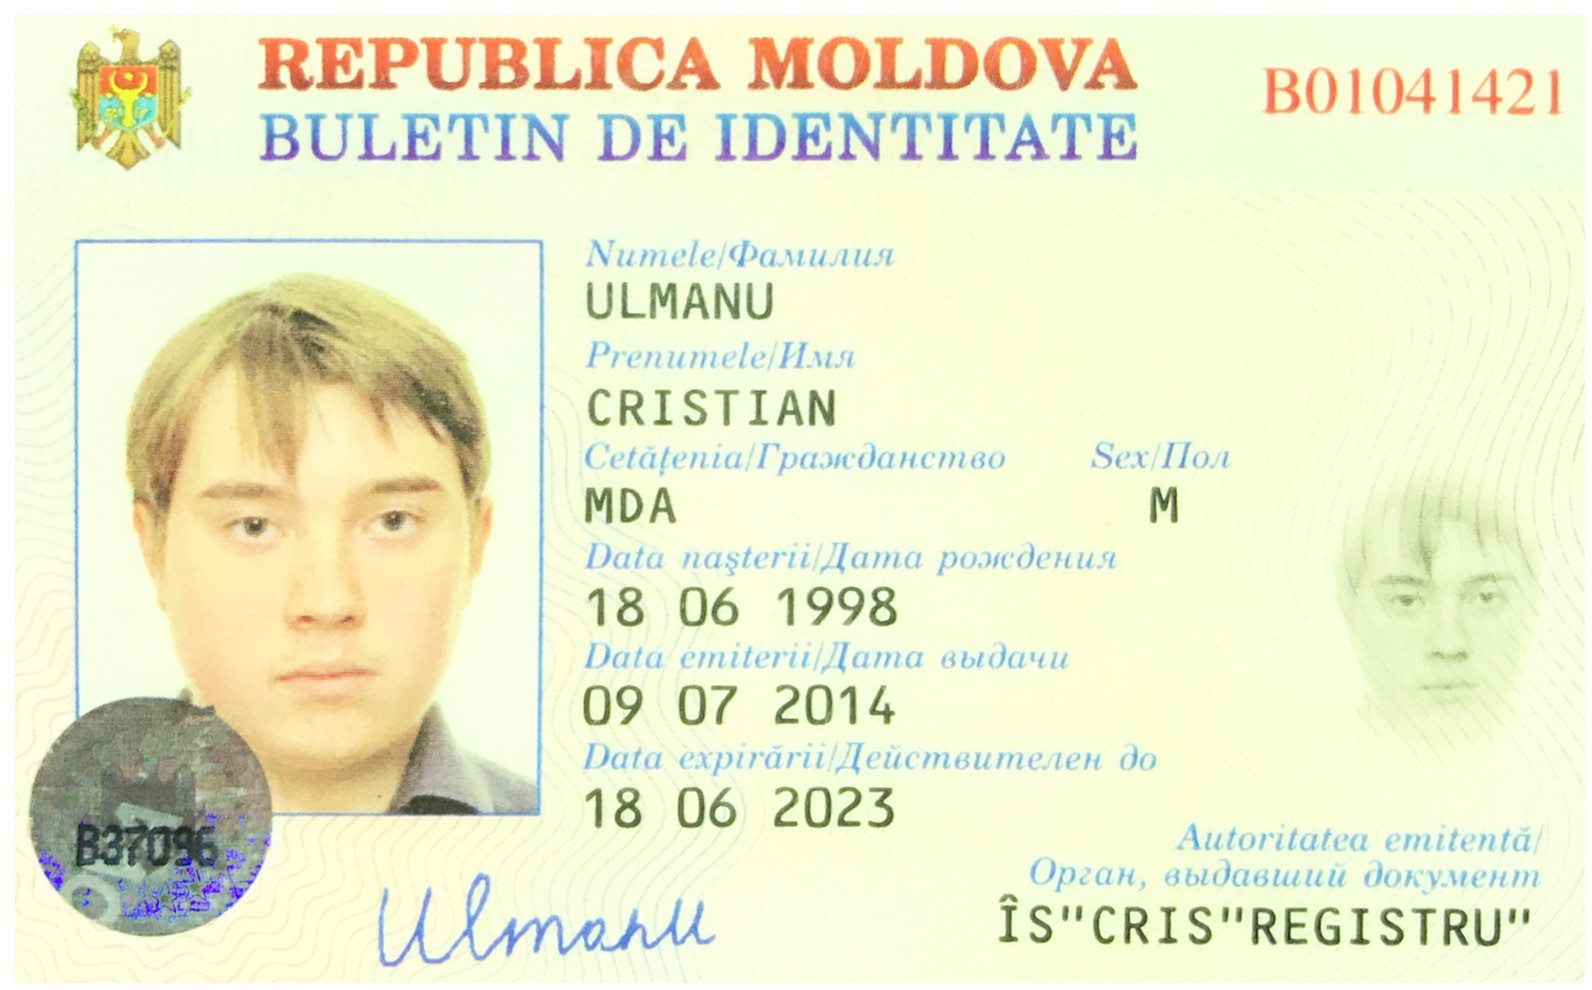 REPUBLICA MOLDOVA
BULETIN DE IDENTITATE
B01041421
Numele/Фамилия
ULMANU
Prenumele/Имя
CRISTIAN
Cetăţenia/Гражданство Sex/Пол
MDA M
Data naşterii/Дата рождения
18 06 1998
Data emiterii/Дата выдачи
09 07 2014
Data expirării/Действителен до
18 06 2023
B37096
Autoritatea emitentă/
Орган, выдавший документ
ÎS"CRIS"REGISTRU"
Ulmanu